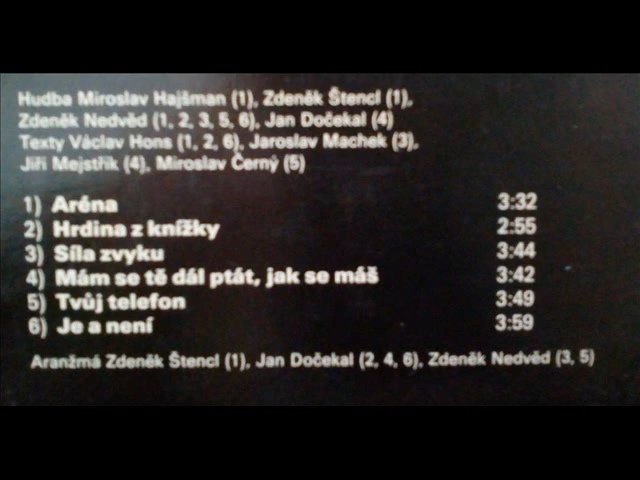 Hudba Miroslav Hajšman (1), Zdeněk Štencl (1),
Zdeněk Nedvěd (1, 2, 3, 5, 6), Jan Dočekal (4)
Texty Václav Hons (1, 2, 6), Jaroslav Machek (3),
Jiří Mejstřík (4), Miroslav Černý (5)
1) Aréna 3:32
2) Hrdina z knížky 2:55
3) Síla zvyku 3:44
4) Mám se tě dál ptát, jak se máš 3:42
5) Tvůj telefon 3:49
6) Je a není 3:59
Aranžmá Zdeněk Štencl (1), Jan Dočekal (2, 4, 6), Zdeněk Nedvěd (3, 5)